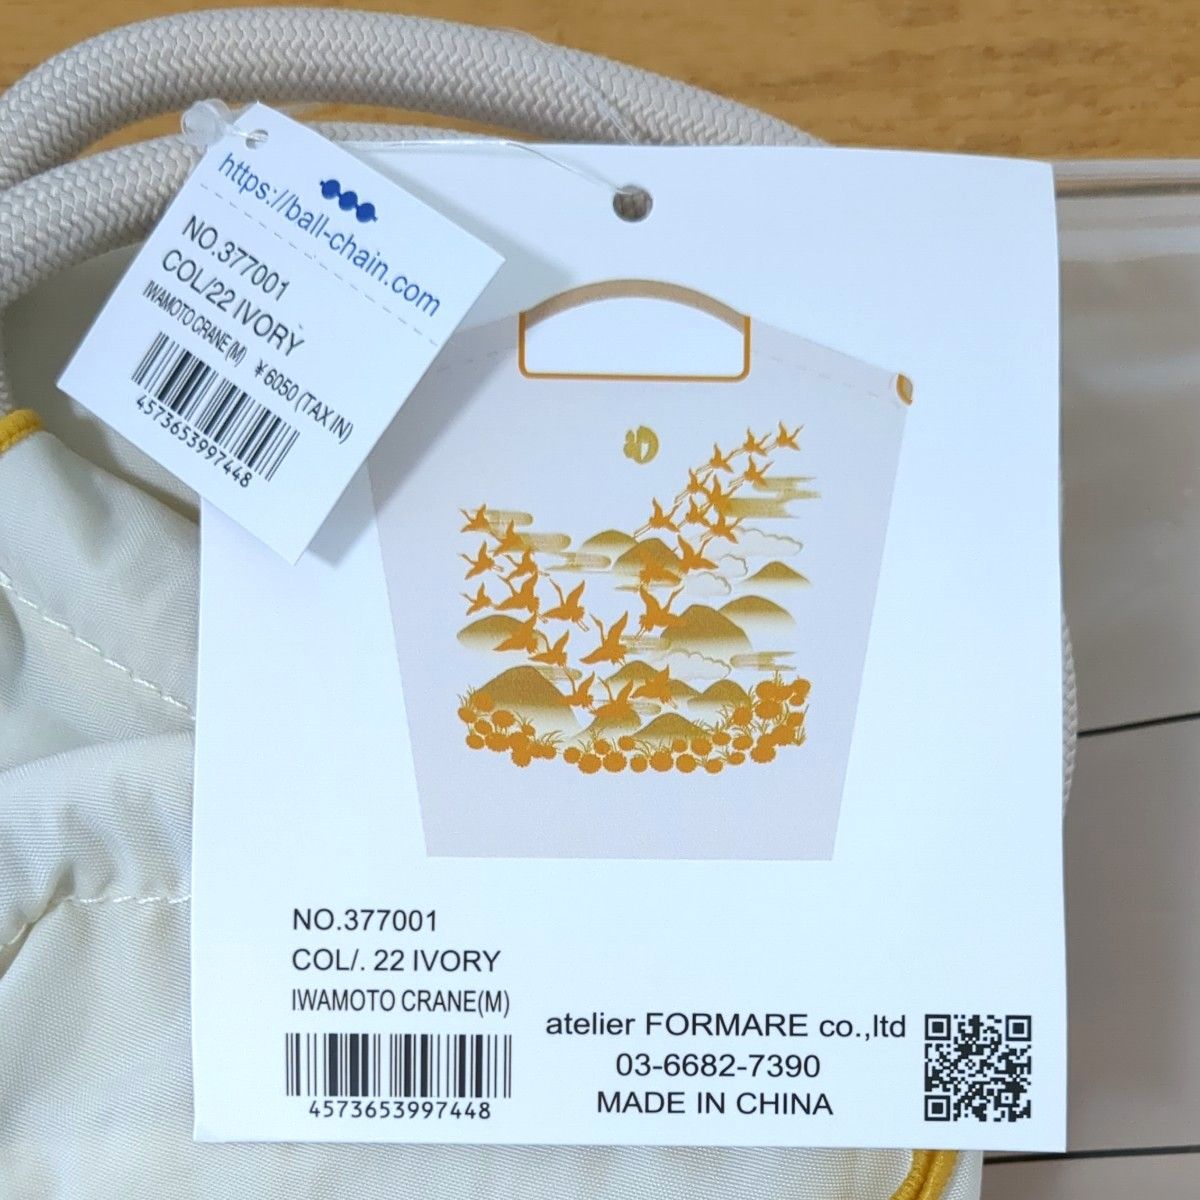 https://ball-chain.com
NO.377001
COL/22 IVORY
IWAMOTO CRANE(M)
¥6050(TAX IN)
4573653997448
NO.377001
COL/. 22 IVORY
IWAMOTO CRANE(M)
4573653997448
atelier FORMARE co.,ltd
03-6682-7390
MADE IN CHINA